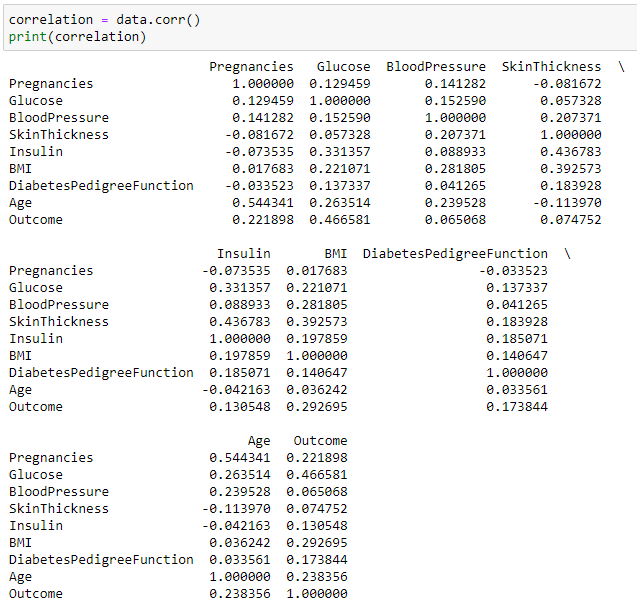 correlation = data.corr()
print(correlation)
Pregnancies Glucose BloodPressure SkinThickness \
Pregnancies 1.000000 0.129459 0.141282 -0.081672
Glucose 0.129459 1.000000 0.152590 0.057328
BloodPressure 0.141282 0.152590 1.000000 0.207371
SkinThickness -0.081672 0.057328 0.207371 1.000000
Insulin -0.073535 0.331357 0.088933 0.436783
BMI 0.017683 0.221071 0.281805 0.392573
DiabetesPedigreeFunction -0.033523 0.137337 0.041265 0.183928
Age 0.544341 0.263514 0.239528 -0.113970
Outcome 0.221898 0.466581 0.065068 0.074752
Insulin BMI DiabetesPedigreeFunction \
Pregnancies -0.073535 0.017683 -0.033523
Glucose 0.331357 0.221071 0.137337
BloodPressure 0.088933 0.281805 0.041265
SkinThickness 0.436783 0.392573 0.183928
Insulin 1.000000 0.197859 0.185071
BMI 0.197859 1.000000 0.140647
DiabetesPedigreeFunction 0.185071 0.140647 1.000000
Age -0.042163 0.036242 0.033561
Outcome 0.130548 0.292695 0.173844
Age Outcome
Pregnancies 0.544341 0.221898
Glucose 0.263514 0.466581
BloodPressure 0.239528 0.065068
SkinThickness -0.113970 0.074752
Insulin -0.042163 0.130548
BMI 0.036242 0.292695
DiabetesPedigreeFunction 0.033561 0.173844
Age 1.000000 0.238356
Outcome 0.238356 1.000000